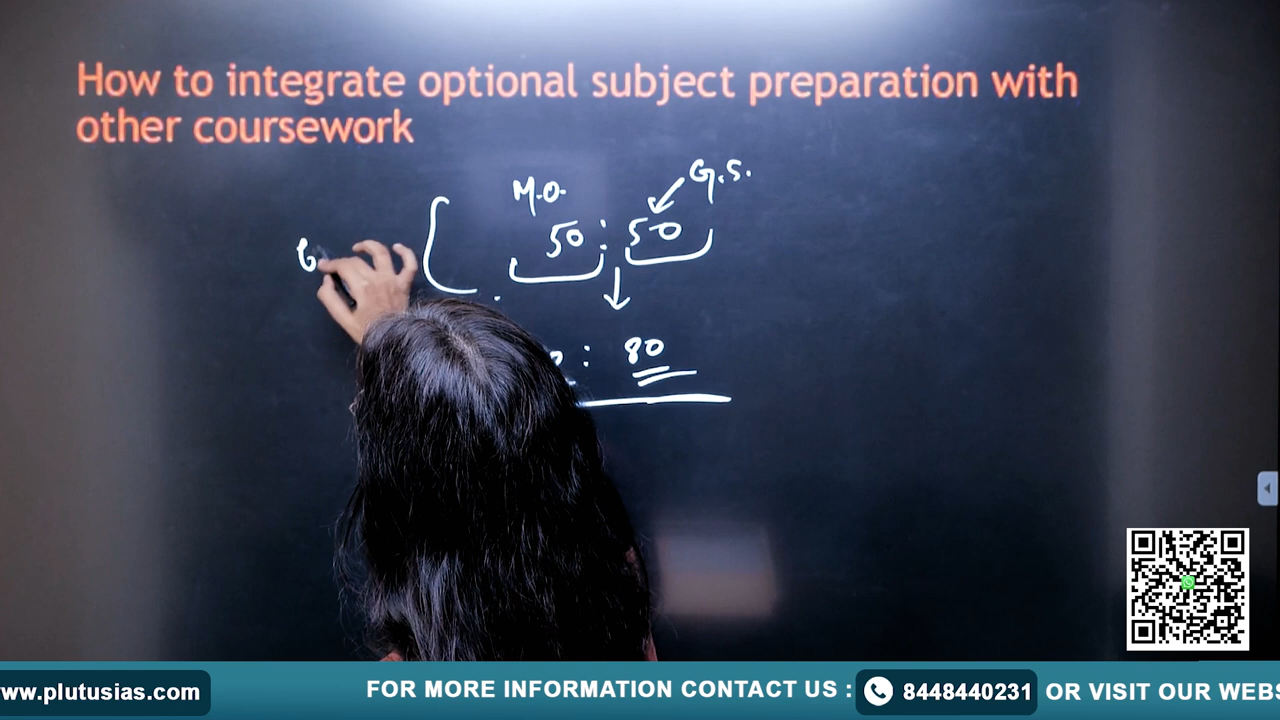 How to integrate optional subject preparation with
other coursework
M.O. G.S.
50 : 50
: 80
ww.plutusias.com FOR MORE INFORMATION CONTACT US : 8448440231 OR VISIT OUR WEBS